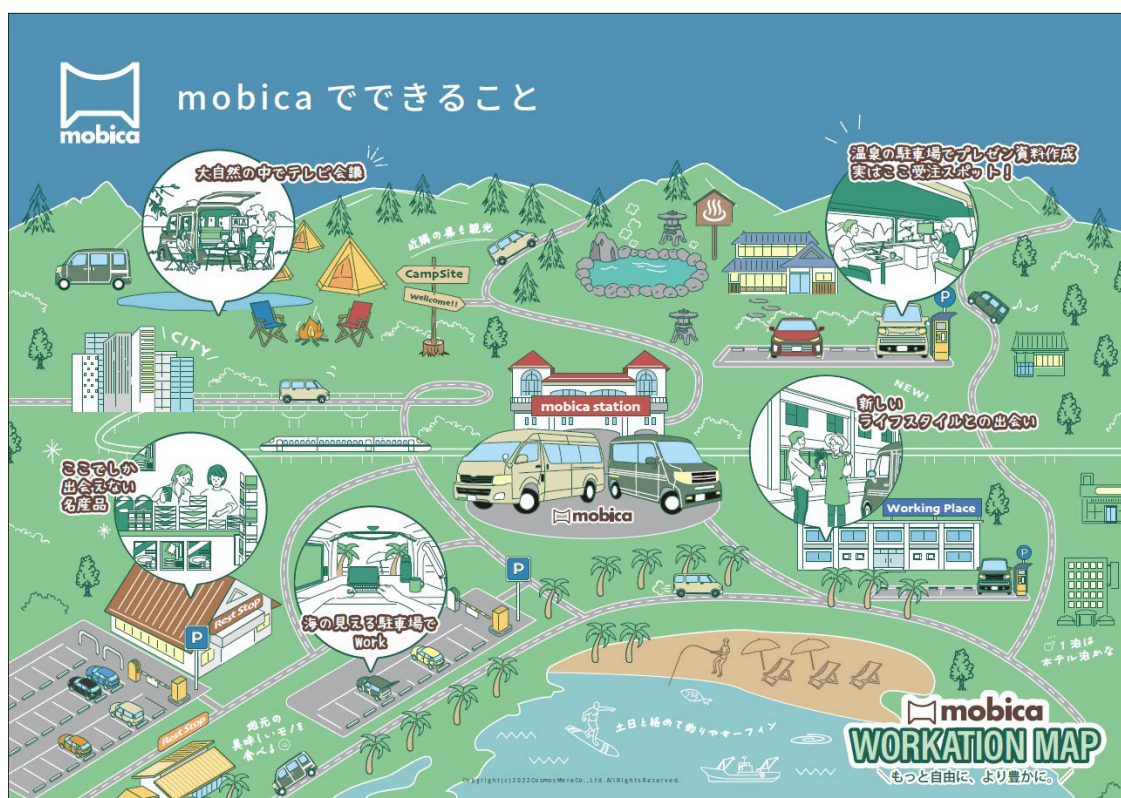 mobica
mobica でできること
大自然の中でテレビ会議
温泉の駐車場でプレゼン資料作成
実はここ受注スポット！
近隣の県も観光
CampSite
Welcome!!
CITY
mobica station
NEW!
新しい
ライフスタイルとの出会い
ここでしか
出会えない
名産品
mobica
Working Place
P
P
P
P
Rest Stop
海の見える駐車場で
Work
1泊は
ホテル泊かな
Rest Stop
地元の
美味しいモノを
食べる
土日と絡めて釣りやサーフィン
mobica
WORKATION MAP
もっと自由に、より豊かに。
Copyright(c)2022CosmosMoreCo.,Ltd.AllRightsReserved.